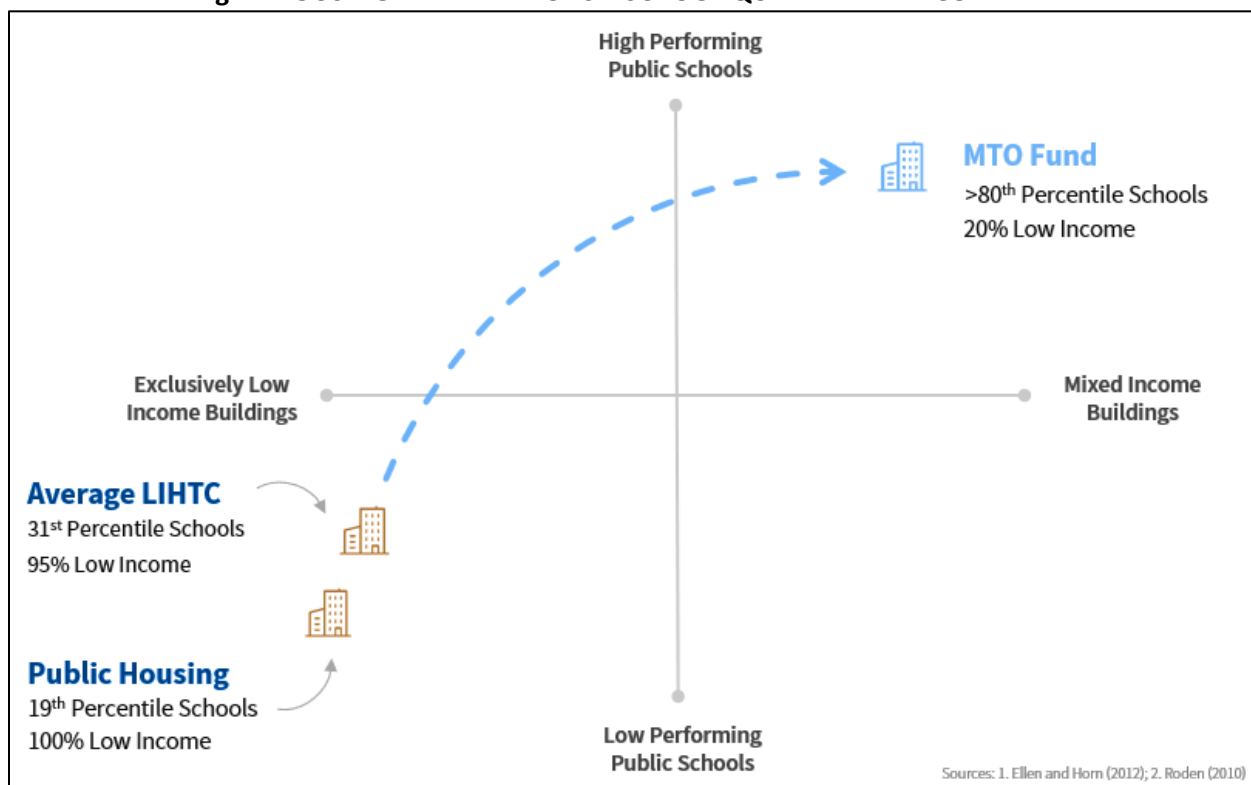 High Performing
Public Schools
MTO Fund
>80th Percentile Schools
20% Low Income
Exclusively Low
Income Buildings
Mixed Income
Buildings
Average LIHTC
31st Percentile Schools
95% Low Income
Public Housing
19th Percentile Schools
100% Low Income
Low Performing
Public Schools
Sources: 1. Ellen and Horn (2012); 2. Roden (2010)